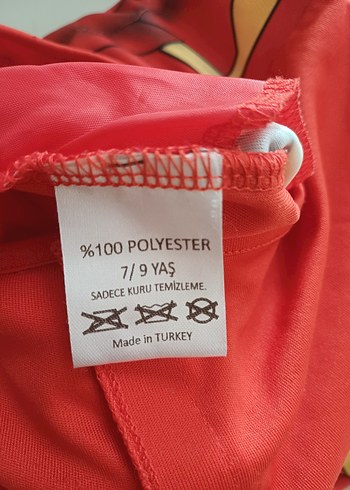 %100 POLYESTER
7/ 9 YAŞ
SADECE KURU TEMİZLEME.
Made in TURKEY